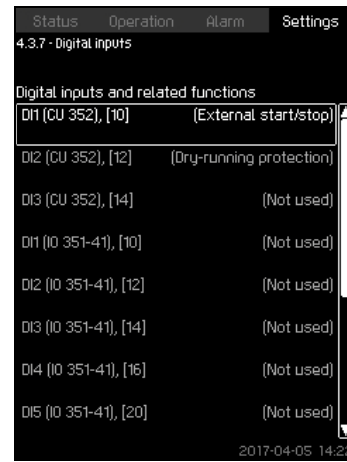 Status Operation Alarm Settings
4.3.7 - Digital inputs
Digital inputs and related functions
DI1 (CU 352), [10] (External start/stop)
DI2 (CU 352), [12] (Dry-running protection)
DI3 (CU 352), [14] (Not used)
DI1 (IO 351-41), [10] (Not used)
DI2 (IO 351-41), [12] (Not used)
DI3 (IO 351-41), [14] (Not used)
DI4 (IO 351-41), [16] (Not used)
DI5 (IO 351-41), [20] (Not used)
2017-04-05 14:2